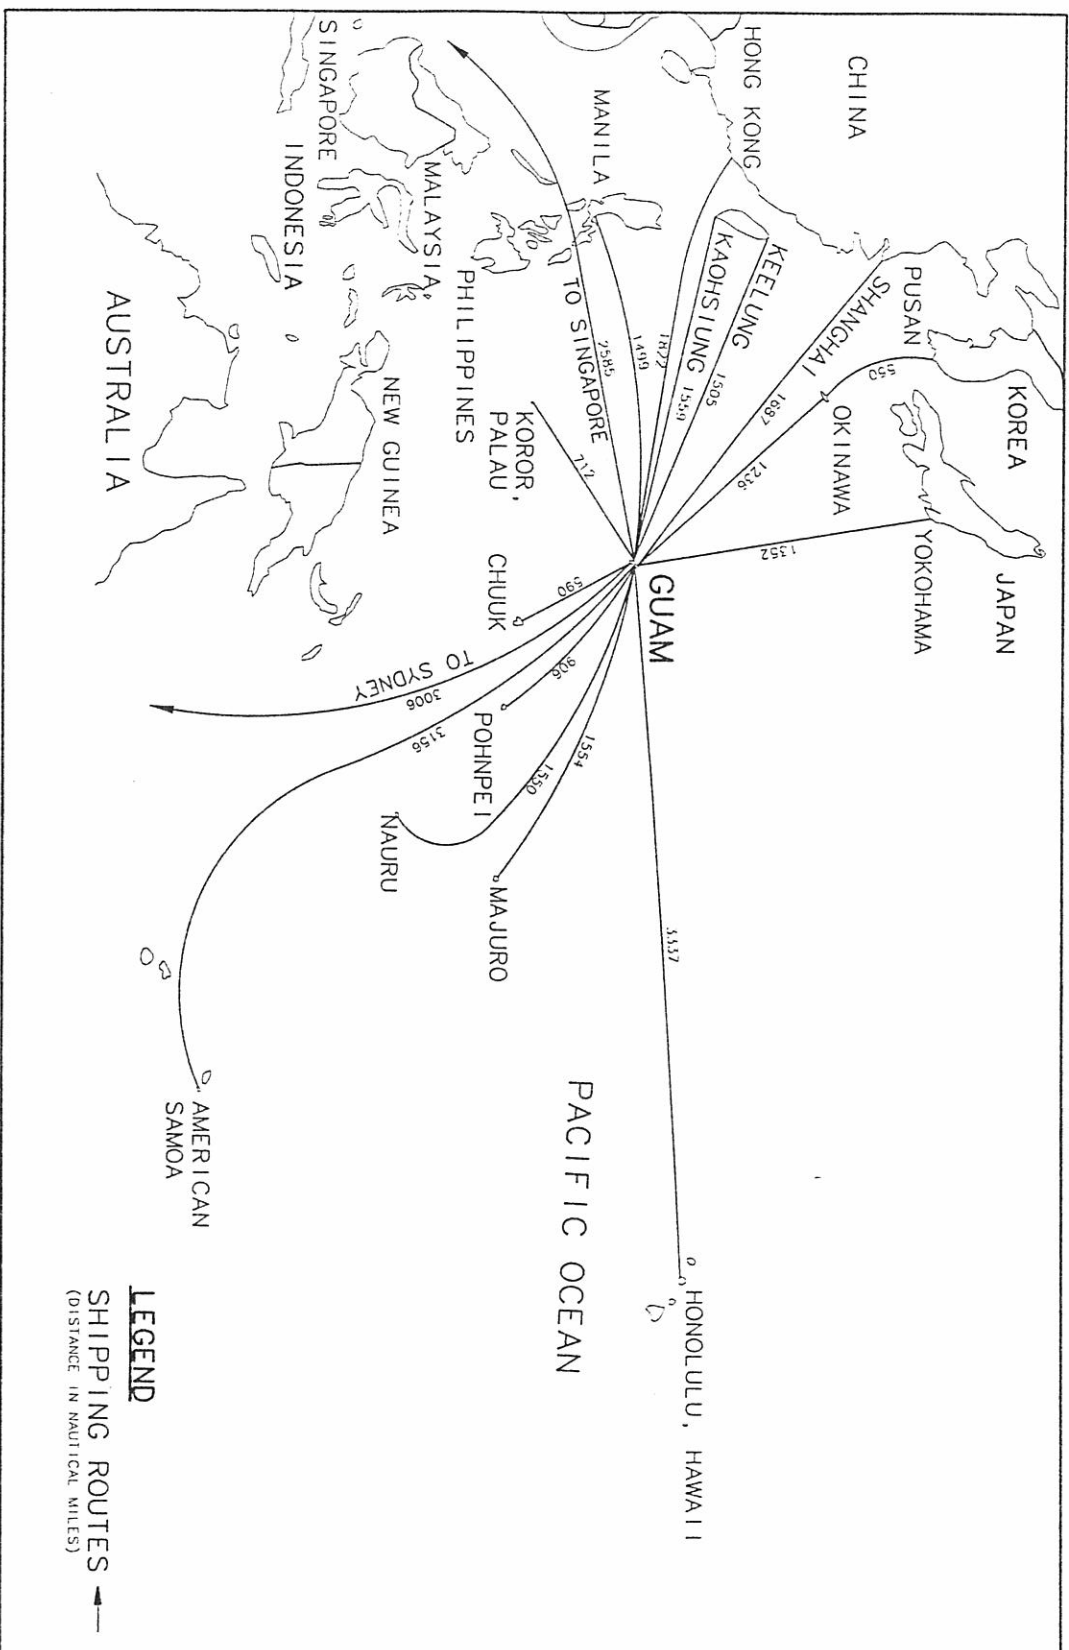 CHINA
KOREA
JAPAN
PUSAN
HONG KONG
SHANGHAI
OKINAWA
YOKOHAMA
KEELUNG
KAOHSIUNG
MANILA
550
1352
1236
1687
1505
1559
1822
1499
2585
TO SINGAPORE
GUAM
PHILIPPINES
MALAYSIA,
SINGAPORE
INDONESIA
KOROR,
PALAU
712
CHUUK
590
NEW GUINEA
AUSTRALIA
TO SYDNEY
3006
3156
906
POHNPEI
1550
1554
NAURU
MAJURO
3337
HONOLULU, HAWAII
PACIFIC OCEAN
AMERICAN
SAMOA
LEGEND
SHIPPING ROUTES
(DISTANCE IN NAUTICAL MILES)